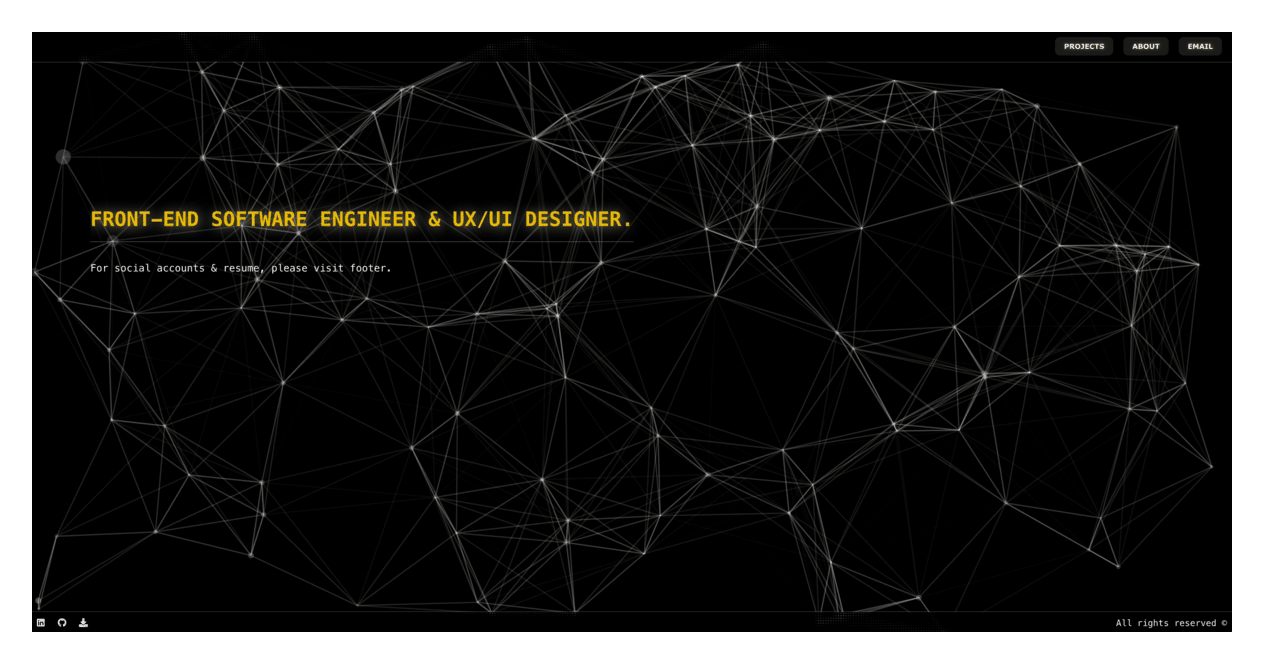 PROJECTS ABOUT EMAIL
FRONT-END SOFTWARE ENGINEER & UX/UI DESIGNER.
For social accounts & resume, please visit footer.
All rights reserved ©